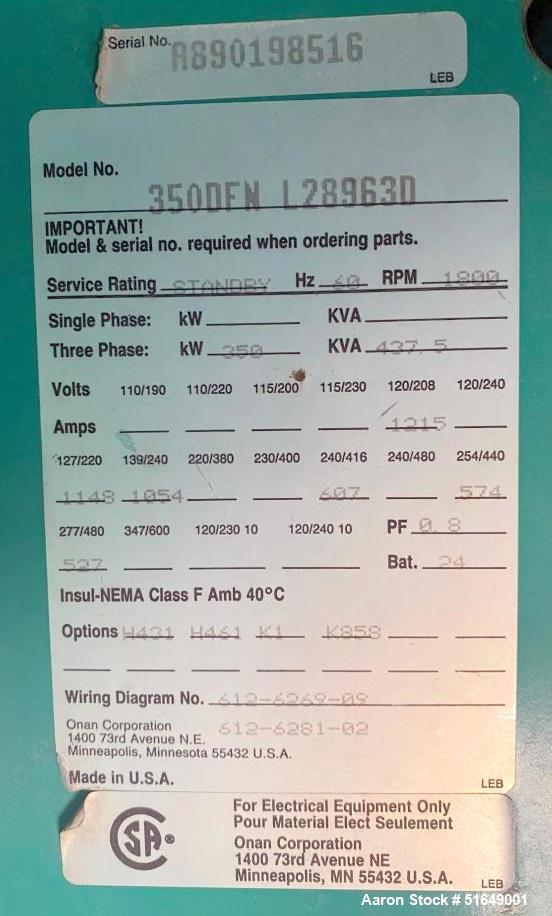 Serial No. A890198516
LEB
Model No.
350DFN L28963D
IMPORTANT!
Model & serial no. required when ordering parts.
Service Rating STANDBY Hz 60 RPM 1800
Single Phase: kW KVA
Three Phase: kW 350 KVA 437.5
Volts 110/190 110/220 115/200 115/230 120/208 120/240
Amps 1215
127/220 139/240 220/380 230/400 240/416 240/480 254/440
1148 1054 607 574
277/480 347/600 120/230 10 120/240 10 PF 0.8
527 Bat. 24
Insul-NEMA Class F Amb 40°C
Options H431 H461 K1 K858
Wiring Diagram No. 612-6269-09
Onan Corporation 612-6281-02
1400 73rd Avenue N.E.
Minneapolis, Minnesota 55432 U.S.A.
Made in U.S.A.
LEB
CSA®
For Electrical Equipment Only
Pour Material Elect Seulement
Onan Corporation
1400 73rd Avenue NE
Minneapolis, MN 55432 U.S.A.
LEB
Aaron Stock # 51649001